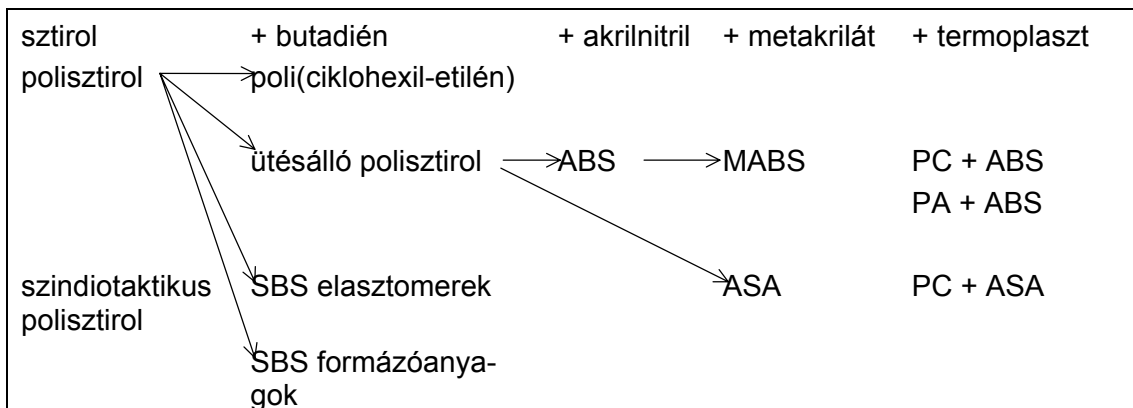 sztirol + butadién + akrilnitril + metakrilát + termoplaszt
polisztirol poli(ciklohexil-etilén)
ütésálló polisztirol ABS MABS PC + ABS
PA + ABS
szindiotaktikus SBS elasztomerek ASA PC + ASA
polisztirol
SBS formázóanya-
gok